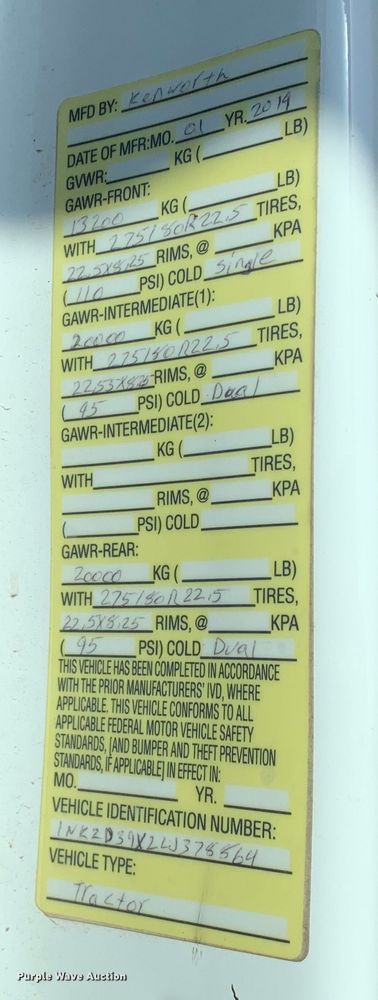 MFD BY: Kenworth
DATE OF MFR:MO. 01 YR. 2019
GVWR: KG ( LB)
GAWR-FRONT:
13200 KG ( LB)
WITH 275/80R22.5 TIRES,
22.5x8.25 RIMS, @ KPA
( 110 PSI) COLD single
GAWR-INTERMEDIATE(1):
20000 KG ( LB)
WITH 275/80R22.5 TIRES,
RIMS, @ KPA
( 95 PSI) COLD Dual
GAWR-INTERMEDIATE(2):
KG ( LB)
WITH TIRES,
RIMS, @ KPA
( PSI) COLD
GAWR-REAR:
20000 KG ( LB)
WITH 275/80R22.5 TIRES,
22.5x8.25 RIMS, @ KPA
( 95 PSI) COLD Dual
THIS VEHICLE HAS BEEN COMPLETED IN ACCORDANCE
WITH THE PRIOR MANUFACTURERS' IVD, WHERE
APPLICABLE. THIS VEHICLE CONFORMS TO ALL
APPLICABLE FEDERAL MOTOR VEHICLE SAFETY
STANDARDS, [AND BUMPER AND THEFT PREVENTION
STANDARDS, IF APPLICABLE] IN EFFECT IN:
MO. YR.
VEHICLE IDENTIFICATION NUMBER:
1NKZD39X2LJ378564
VEHICLE TYPE:
Tractor
Purple Wave Auction